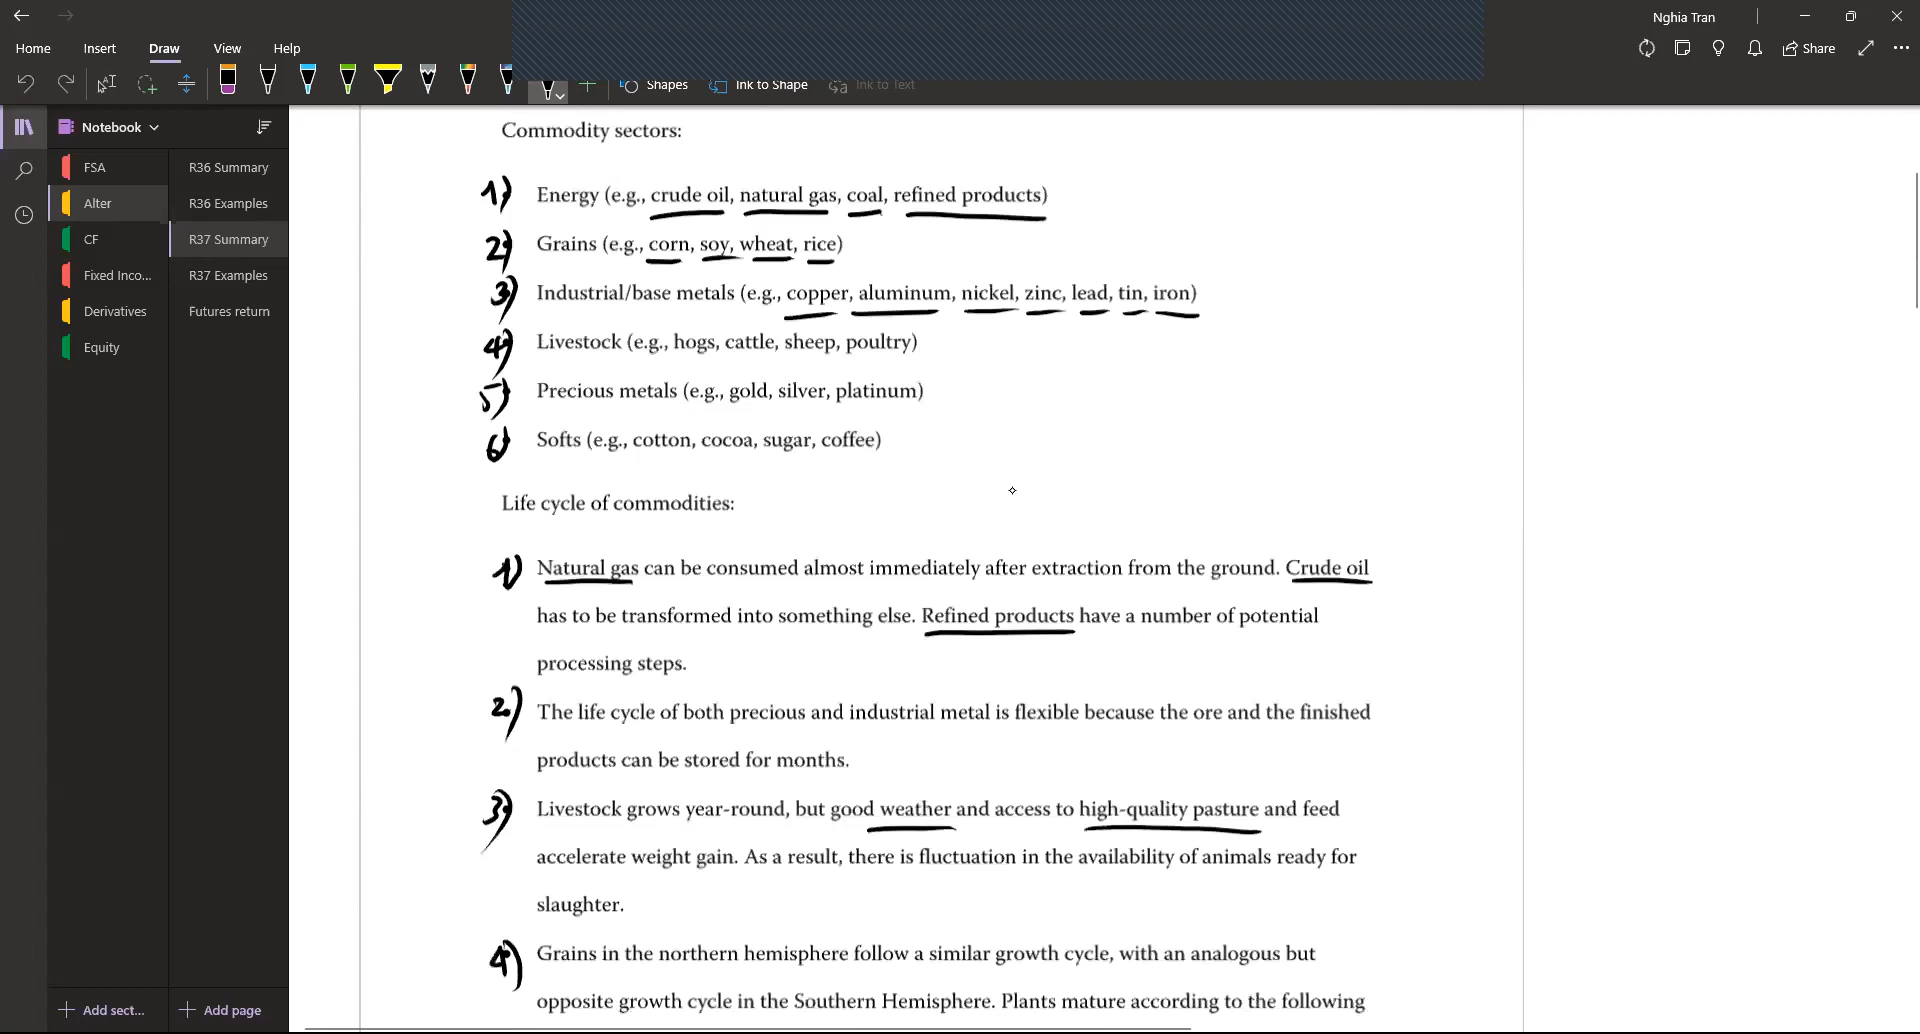 Nghia Tran
Home Insert Draw View Help
Share
Shapes Ink to Shape Ink to Text
Notebook
FSA
Alter
CF
Fixed Inco...
Derivatives
Equity
R36 Summary
R36 Examples
R37 Summary
R37 Examples
Futures return
Commodity sectors:
1) Energy (e.g., crude oil, natural gas, coal, refined products)
2) Grains (e.g., corn, soy, wheat, rice)
3) Industrial/base metals (e.g., copper, aluminum, nickel, zinc, lead, tin, iron)
4) Livestock (e.g., hogs, cattle, sheep, poultry)
5) Precious metals (e.g., gold, silver, platinum)
6) Softs (e.g., cotton, cocoa, sugar, coffee)
Life cycle of commodities:
1) Natural gas can be consumed almost immediately after extraction from the ground. Crude oil
has to be transformed into something else. Refined products have a number of potential
processing steps.
2) The life cycle of both precious and industrial metal is flexible because the ore and the finished
products can be stored for months.
3) Livestock grows year-round, but good weather and access to high-quality pasture and feed
accelerate weight gain. As a result, there is fluctuation in the availability of animals ready for
slaughter.
4) Grains in the northern hemisphere follow a similar growth cycle, with an analogous but
opposite growth cycle in the Southern Hemisphere. Plants mature according to the following
Add sect... Add page